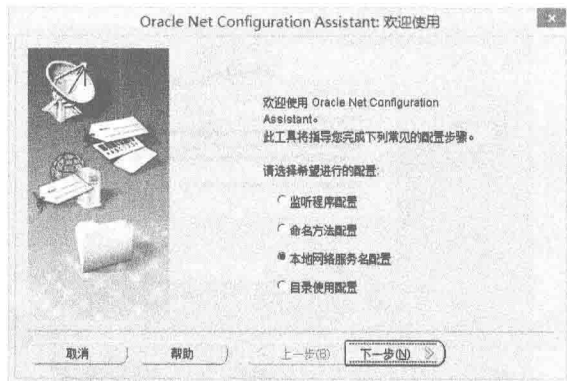 Oracle Net Configuration Assistant: 欢迎使用
欢迎使用 Oracle Net Configuration
Assistant。
此工具将指导您完成下列常见的配置步骤。
请选择希望进行的配置:
监听程序配置
命名方法配置
本地网络服务名配置
目录使用配置
取消
帮助
上一步(B)
下一步(N)